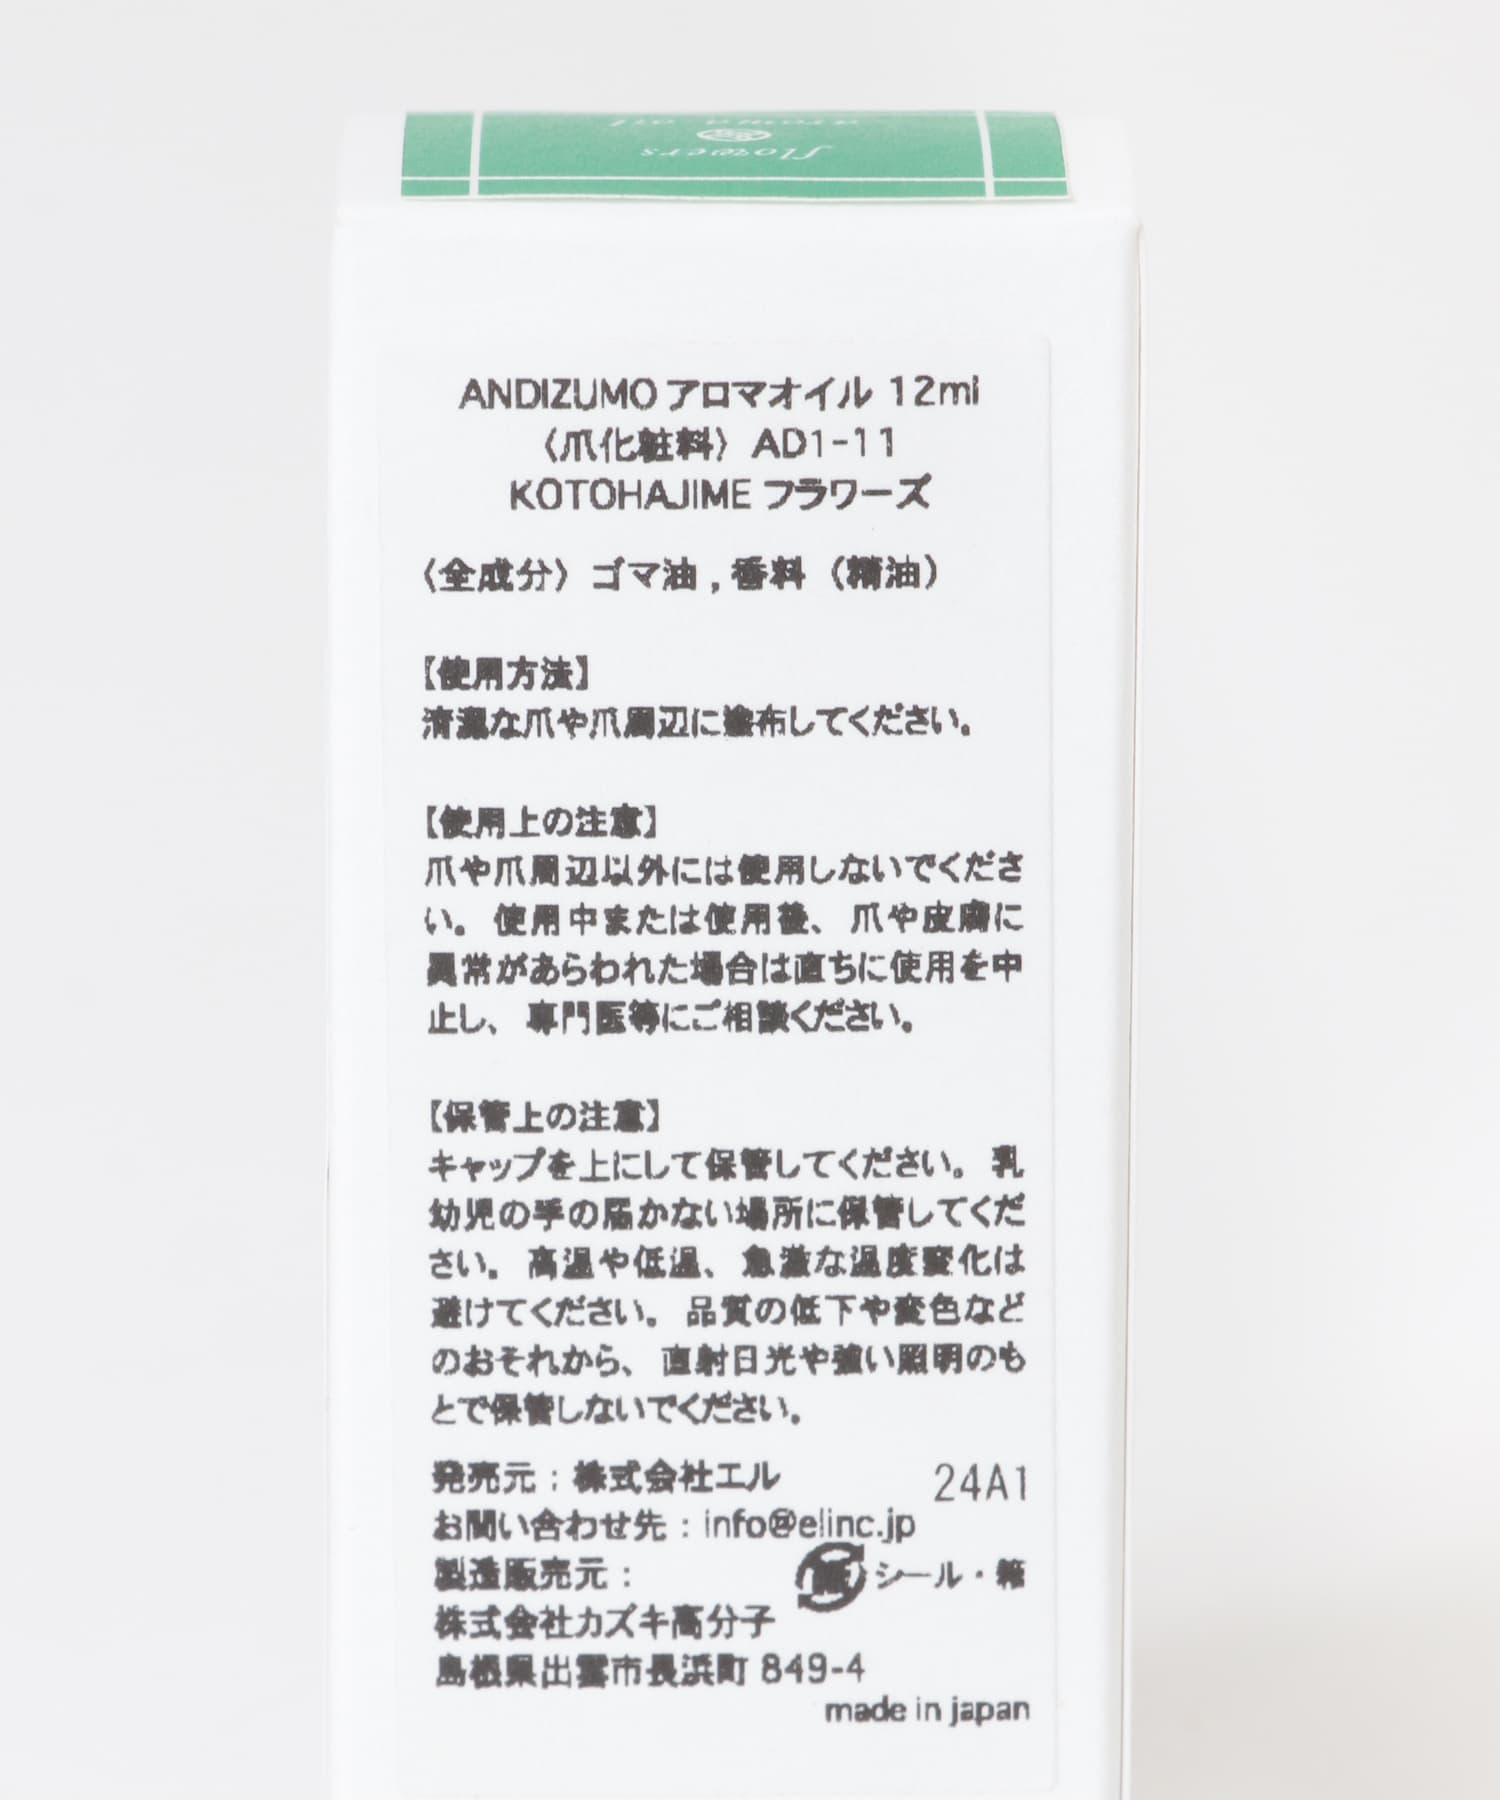 flowers
aroma oil
ANDIZUMO アロマオイル 12ml
〈爪化粧料〉AD1-11
KOTOHAJIME フラワーズ
〈全成分〉ゴマ油,香料（精油）
【使用方法】
清潔な爪や爪周辺に塗布してください。
【使用上の注意】
爪や爪周辺以外には使用しないでくださ
い。使用中または使用後、爪や皮膚に
異常があらわれた場合は直ちに使用を中
止し、専門医等にご相談ください。
【保管上の注意】
キャップを上にして保管してください。乳
幼児の手の届かない場所に保管してくだ
さい。高温や低温、急激な温度変化は
避けてください。品質の低下や変色など
のおそれから、直射日光や強い照明のも
とで保管しないでください。
発売元：株式会社エル 24A1
お問い合わせ先：info@elinc.jp
製造販売元： 紙 シール・箱
株式会社カズキ高分子
島根県出雲市長浜町 849-4
made in japan